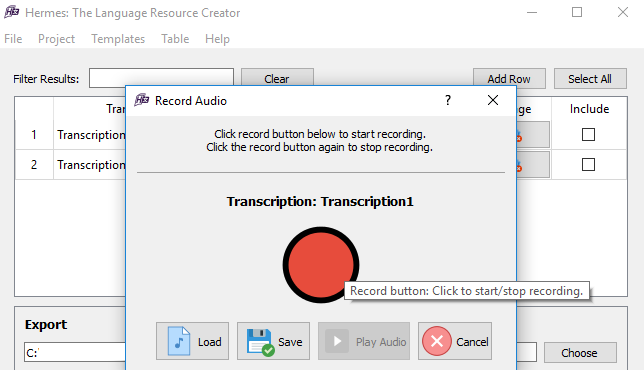 Hermes: The Language Resource Creator
File Project Templates Table Help
Filter Results: Clear Add Row Select All
Record Audio ? 
Include
1 Transcription
2 Transcription
Click record button below to start recording.
Click the record button again to stop recording.
Transcription: Transcription1
Record button: Click to start/stop recording.
Load Save Play Audio Cancel
Export
C: Choose